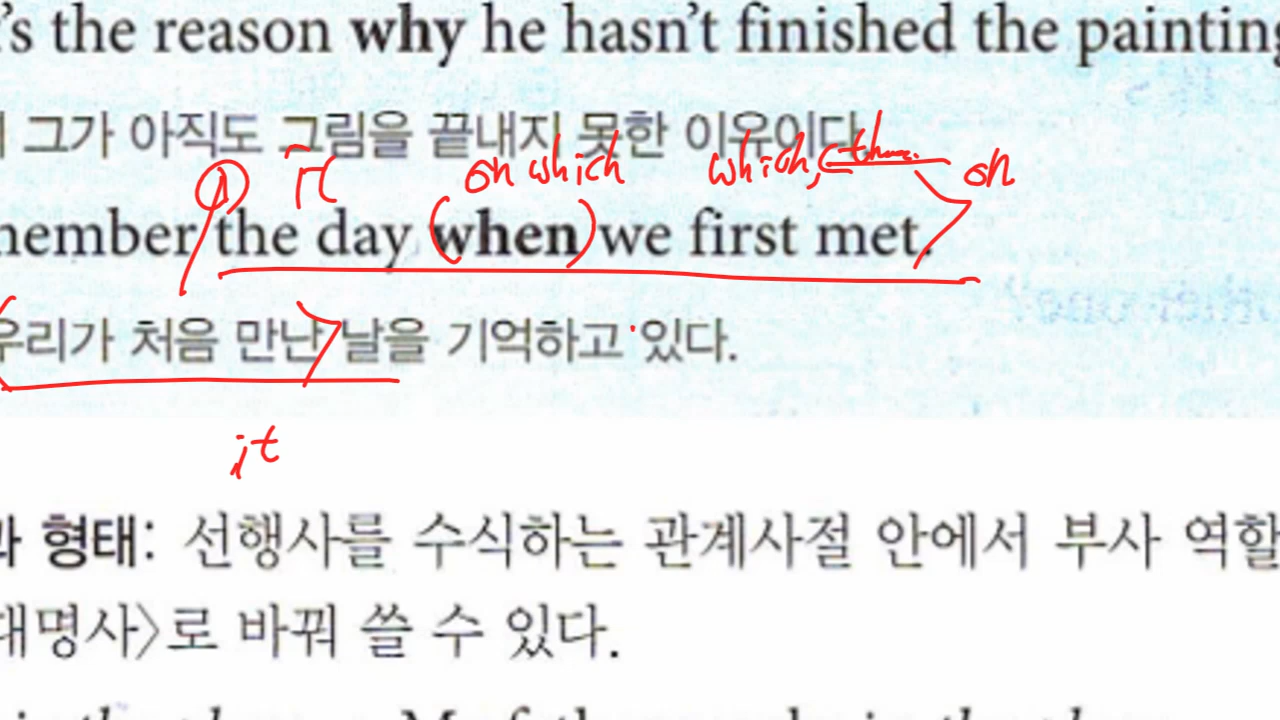 's the reason why he hasn't finished the painting
그가 아직도 그림을 끝내지 못한 이유이다.
on which which, on
member the day (when) we first met.
우리가 처음 만난 날을 기억하고 있다.
it
형태: 선행사를 수식하는 관계사절 안에서 부사 역할
대명사〉로 바꿔 쓸 수 있다.